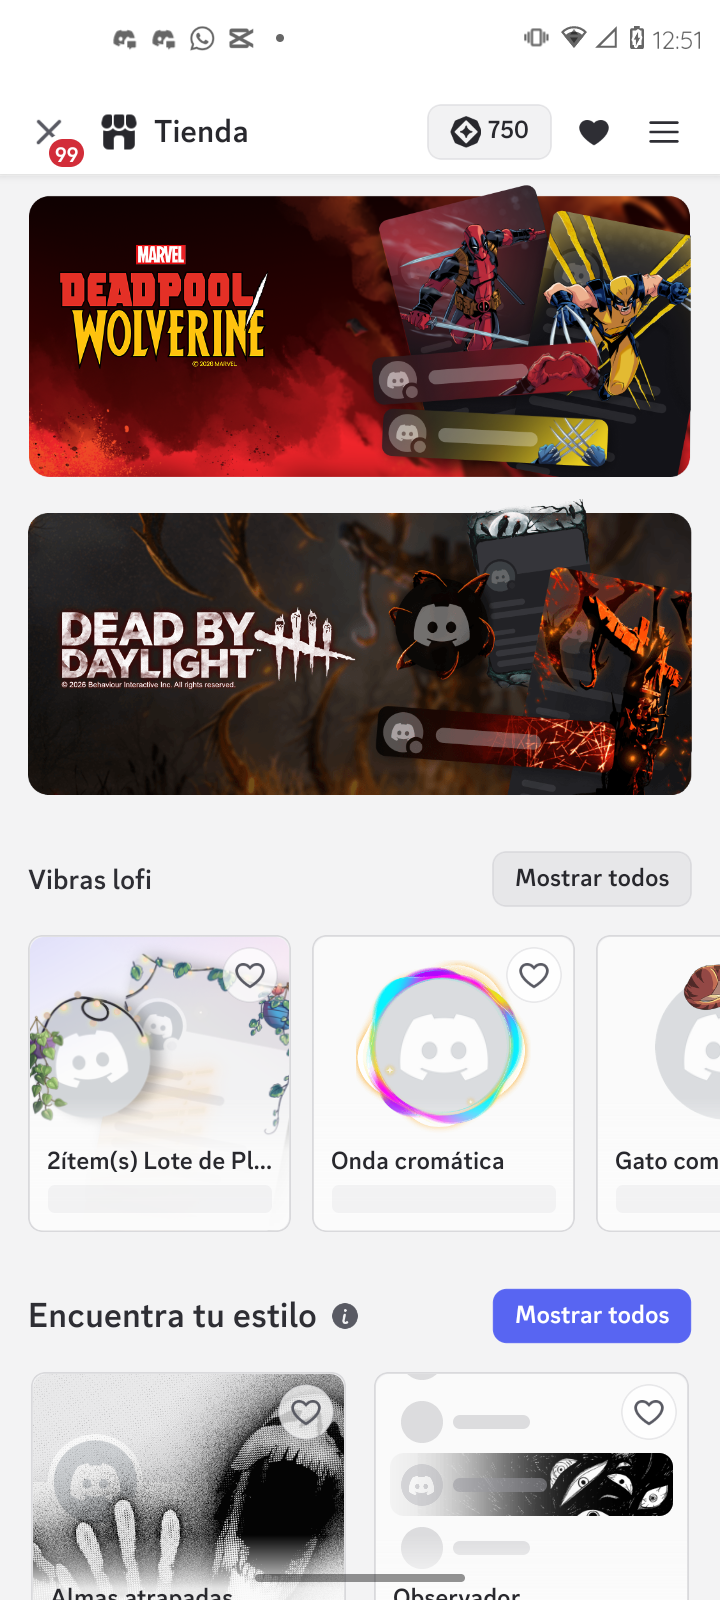 12:51
99
Tienda
750
MARVEL
DEADPOOL
WOLVERINE
© 2026 MARVEL
DEAD BY
DAYLIGHT™
© 2026 Behaviour Interactive Inc. All rights reserved.
Vibras lofi
Mostrar todos
2ítem(s) Lote de Pl...
Onda cromática
Gato com
Encuentra tu estilo
Mostrar todos
Almas atrapadas
Observador